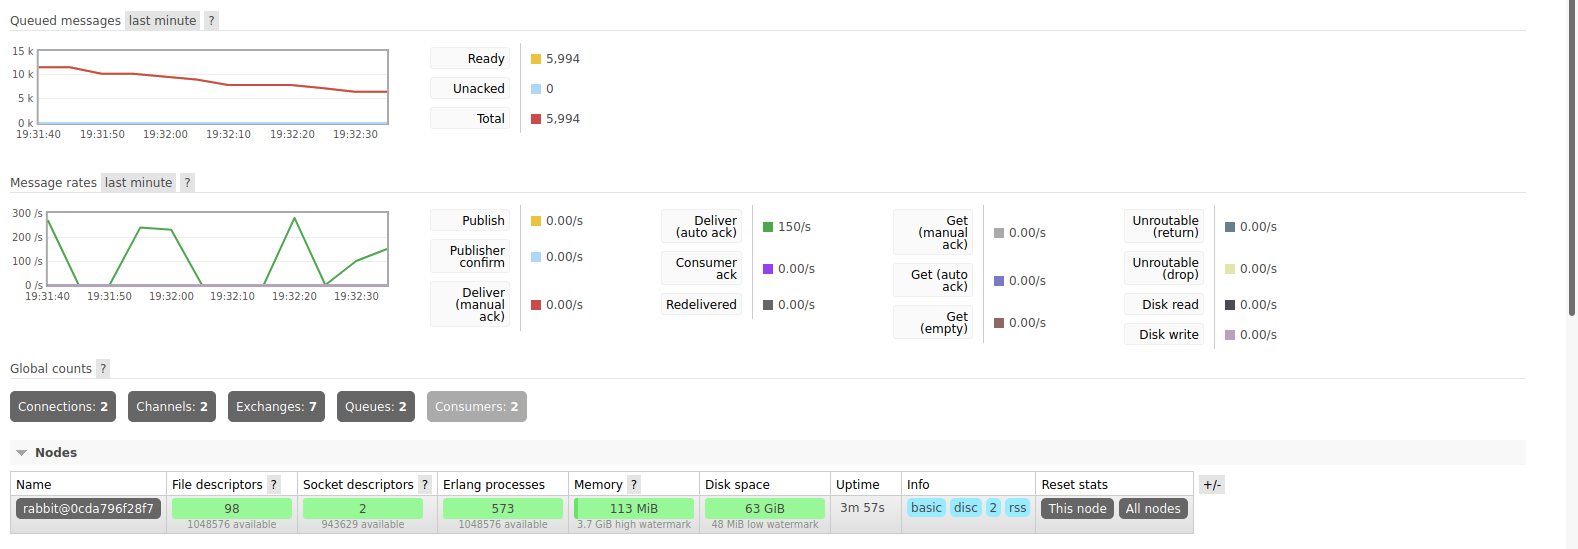 Queued messages last minute ?
15 k
10 k
5 k
0 k
19:31:40 19:31:50 19:32:00 19:32:10 19:32:20 19:32:30
Ready 5,994
Unacked 0
Total 5,994
Message rates last minute ?
300 /s
200 /s
100 /s
0 /s
19:31:40 19:31:50 19:32:00 19:32:10 19:32:20 19:32:30
Publish 0.00/s
Publisher
confirm 0.00/s
Deliver
(manual
ack) 0.00/s
Deliver
(auto ack) 150/s
Consumer
ack 0.00/s
Redelivered 0.00/s
Get
(manual
ack) 0.00/s
Get (auto
ack) 0.00/s
Get
(empty) 0.00/s
Unroutable
(return) 0.00/s
Unroutable
(drop) 0.00/s
Disk read 0.00/s
Disk write 0.00/s
Global counts ?
Connections: 2 Channels: 2 Exchanges: 7 Queues: 2 Consumers: 2
Nodes
Name File descriptors ? Socket descriptors ? Erlang processes Memory ? Disk space Uptime Info Reset stats +/-
rabbit@0cda796f28f7 98 2 573 113 MiB 63 GiB 3m 57s basic disc 2 rss This node All nodes
1048576 available 943629 available 1048576 available 3.7 GiB high watermark 48 MiB low watermark